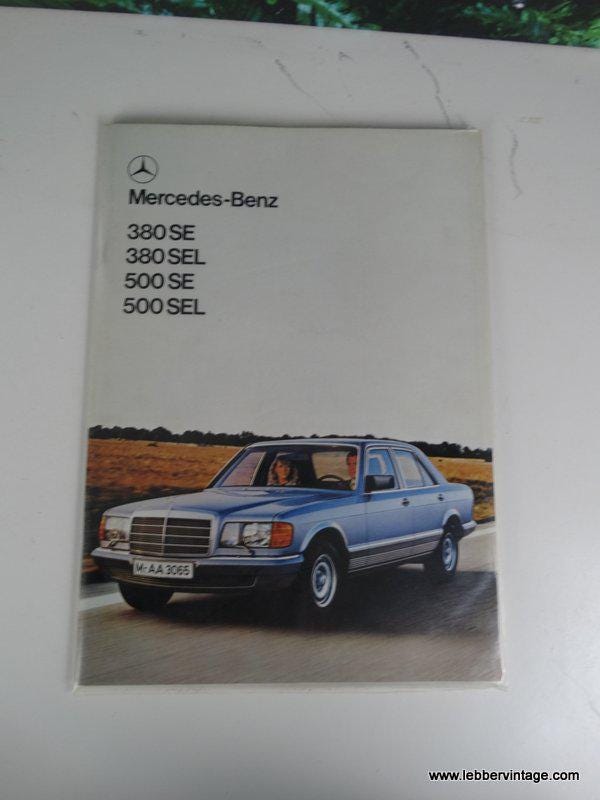 Mercedes-Benz
380 SE
380 SEL
500 SE
500 SEL
M-AA 3065
www.lebbervintage.com